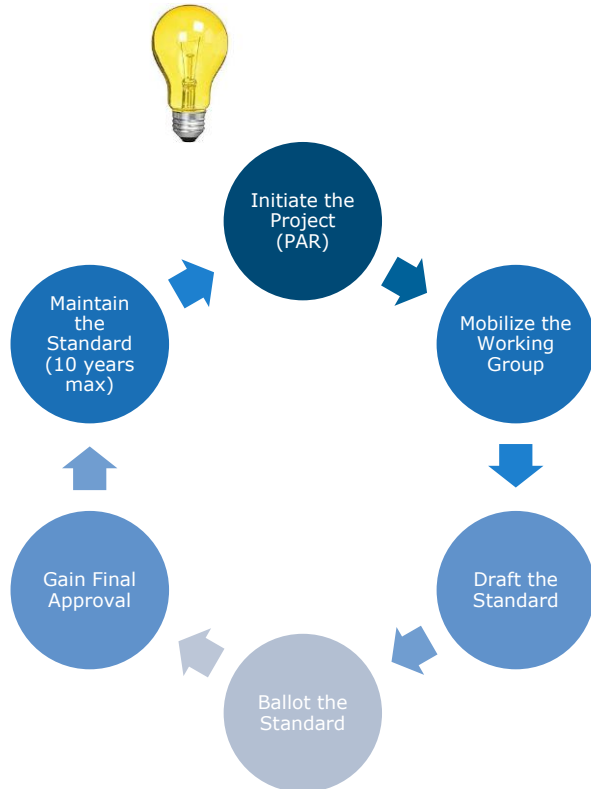 Initiate the
Project
(PAR)
Mobilize the
Working
Group
Draft the
Standard
Ballot the
Standard
Gain Final
Approval
Maintain
the
Standard
(10 years
max)